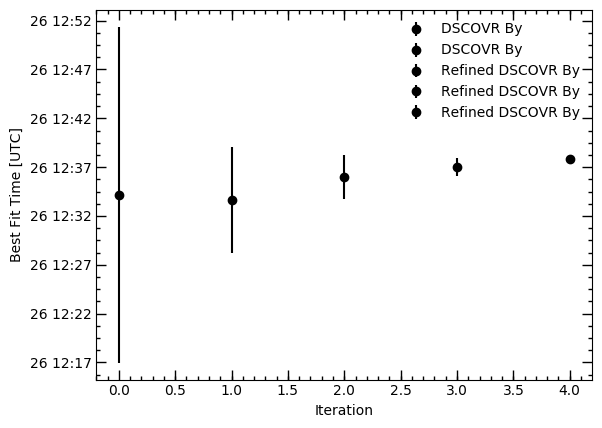 26 12:52
26 12:47
26 12:42
26 12:37
26 12:32
26 12:27
26 12:22
26 12:17
Best Fit Time [UTC]
DSCOVR By
DSCOVR By
Refined DSCOVR By
Refined DSCOVR By
Refined DSCOVR By
0.0 0.5 1.0 1.5 2.0 2.5 3.0 3.5 4.0
Iteration